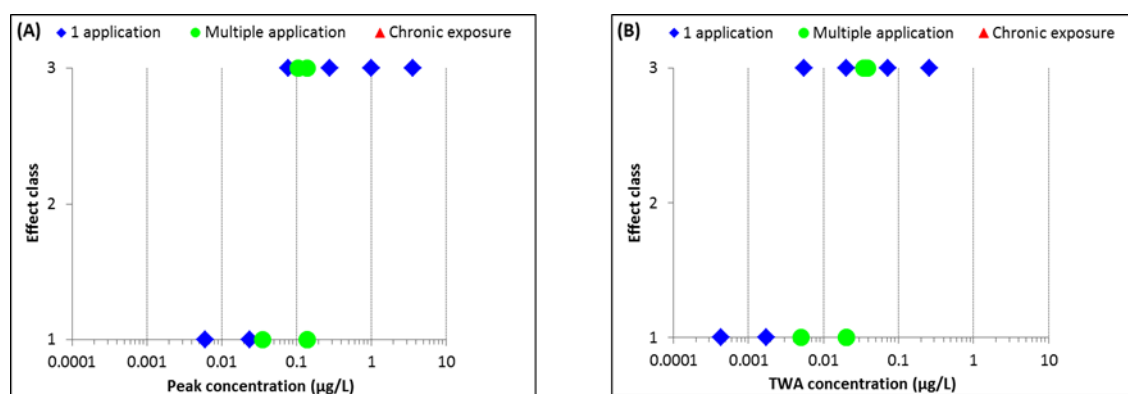 (A) 1 application Multiple application Chronic exposure
3
2
1
Effect class
0.0001 0.001 0.01 0.1 1 10
Peak concentration (µg/L)
(B) 1 application Multiple application Chronic exposure
3
2
1
Effect class
0.0001 0.001 0.01 0.1 1 10
TWA concentration (µg/L)